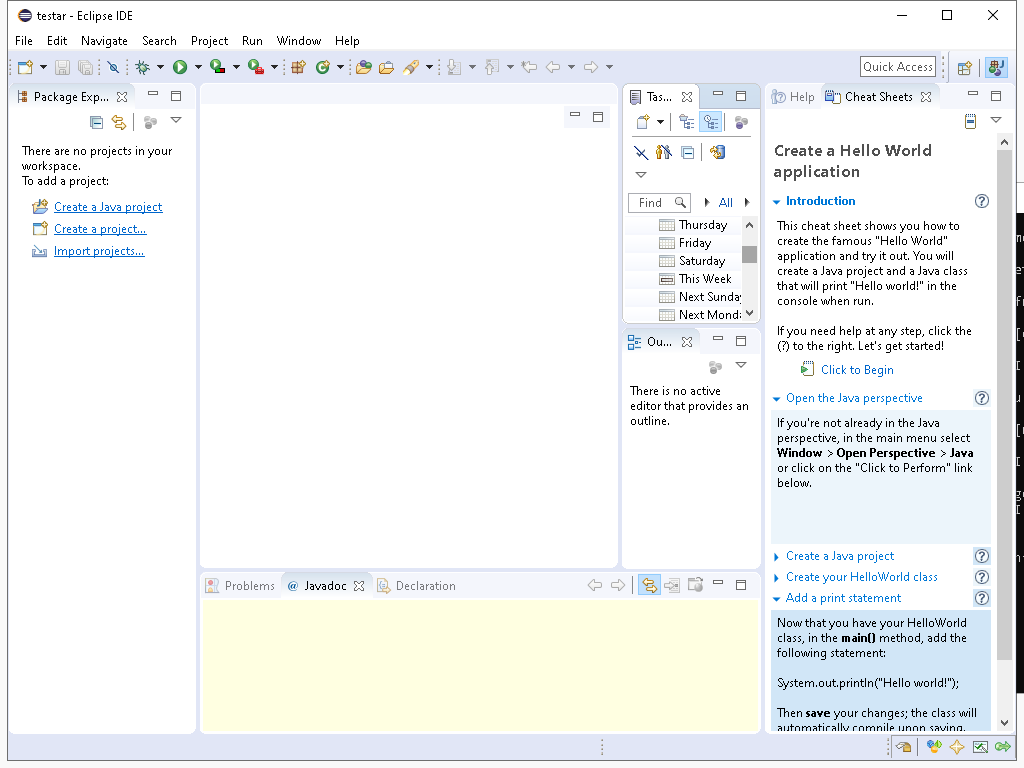 testar - Eclipse IDE
File Edit Navigate Search Project Run Window Help
Quick Access
Package Exp...
There are no projects in your
workspace.
To add a project:
Create a Java project
Create a project...
Import projects...
Tas...
Find
All
Thursday
Friday
Saturday
This Week
Next Sunday
Next Mond
Ou...
There is no active
editor that provides an
outline.
Problems
@ Javadoc
Declaration
Help
Cheat Sheets
Create a Hello World
application
Introduction
This cheat sheet shows you how to
create the famous "Hello World"
application and try it out. You will
create a Java project and a Java class
that will print "Hello world!" in the
console when run.
If you need help at any step, click the
(?) to the right. Let's get started!
Click to Begin
Open the Java perspective
If you're not already in the Java
perspective, in the main menu select
Window > Open Perspective > Java
or click on the "Click to Perform" link
below.
Create a Java project
Create your HelloWorld class
Add a print statement
Now that you have your HelloWorld
class, in the main() method, add the
following statement:
System.out.println("Hello world!");
Then save your changes; the class will
automatically compile upon saving.